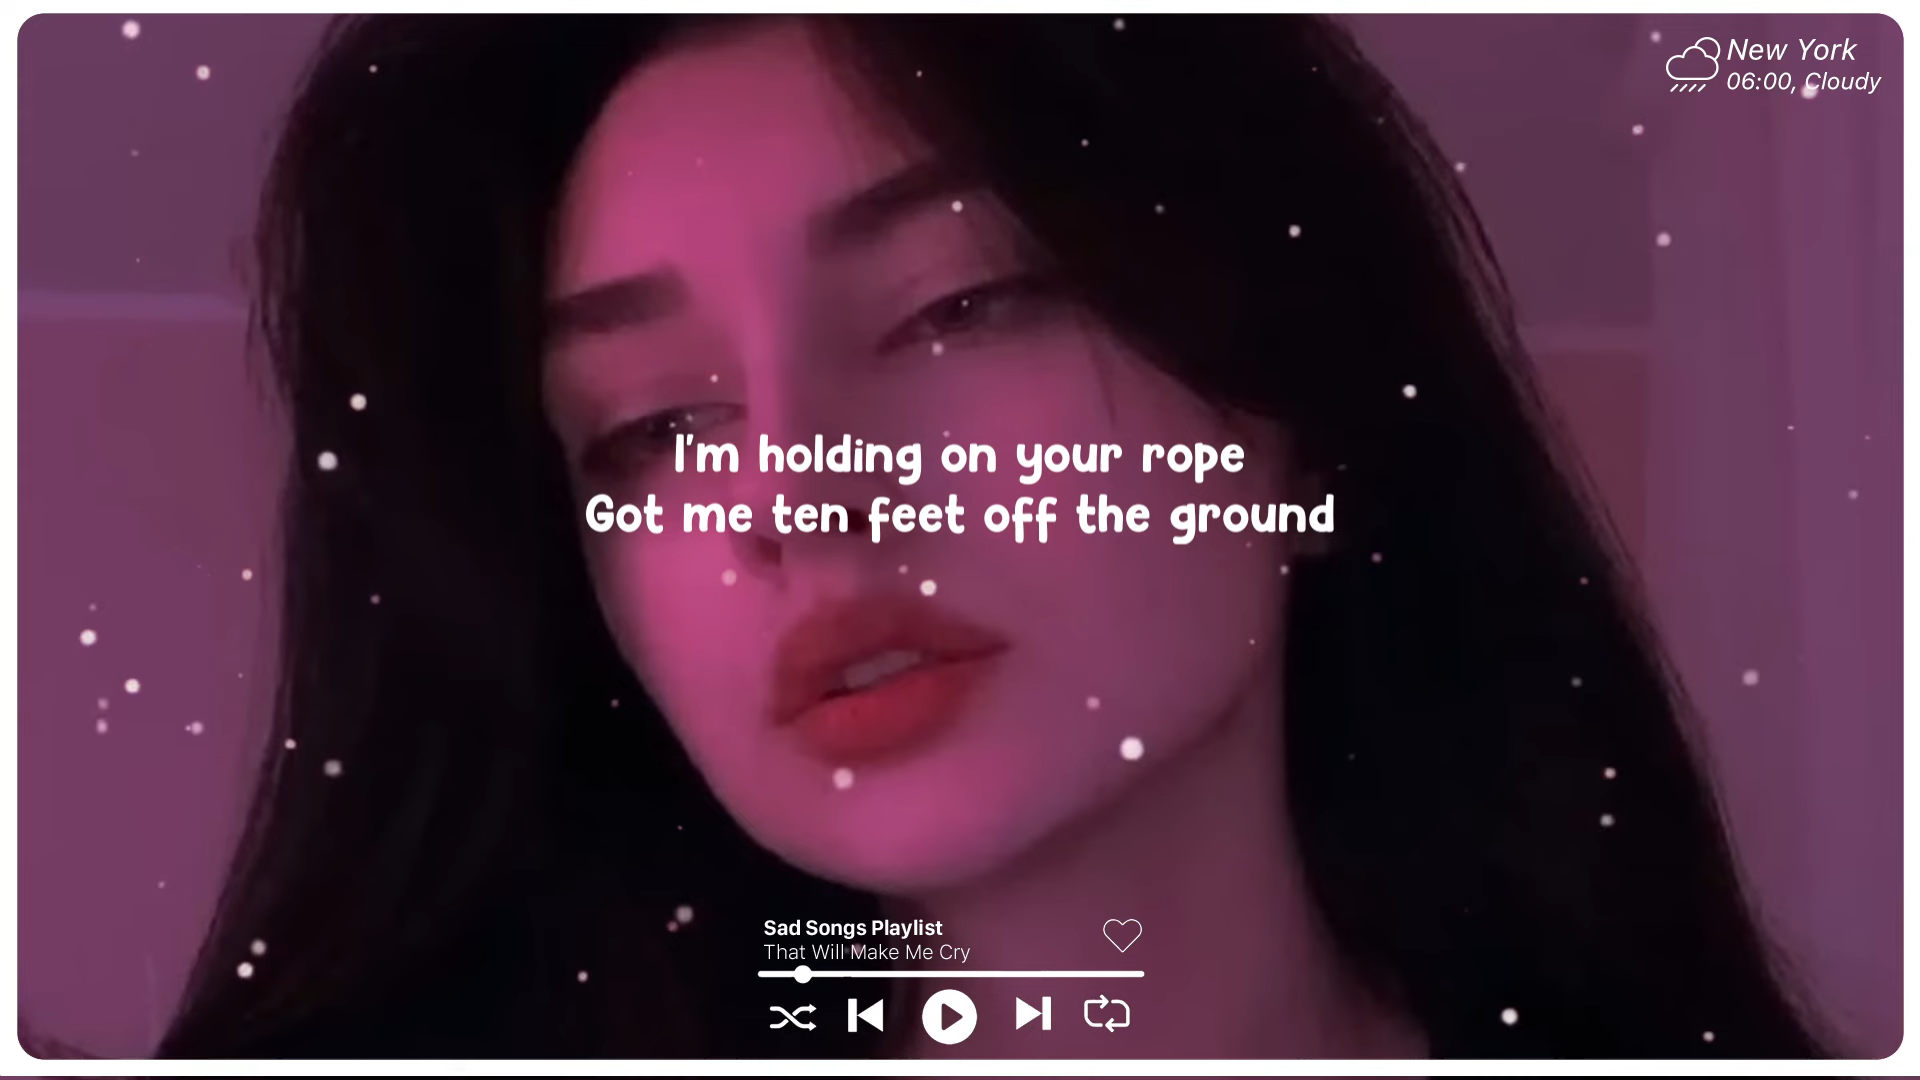 New York
06:00, Cloudy
I'm holding on your rope
Got me ten feet off the ground
Sad Songs Playlist
That Will Make Me Cry